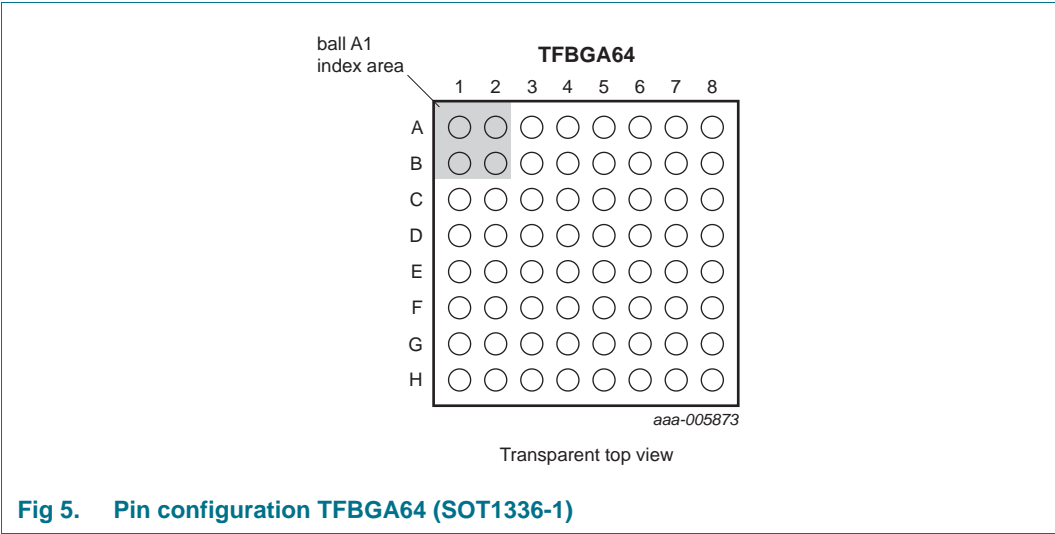 ball A1
index area
TFBGA64
1 2 3 4 5 6 7 8
A
B
C
D
E
F
G
H
aaa-005873
Transparent top view
Fig 5. Pin configuration TFBGA64 (SOT1336-1)